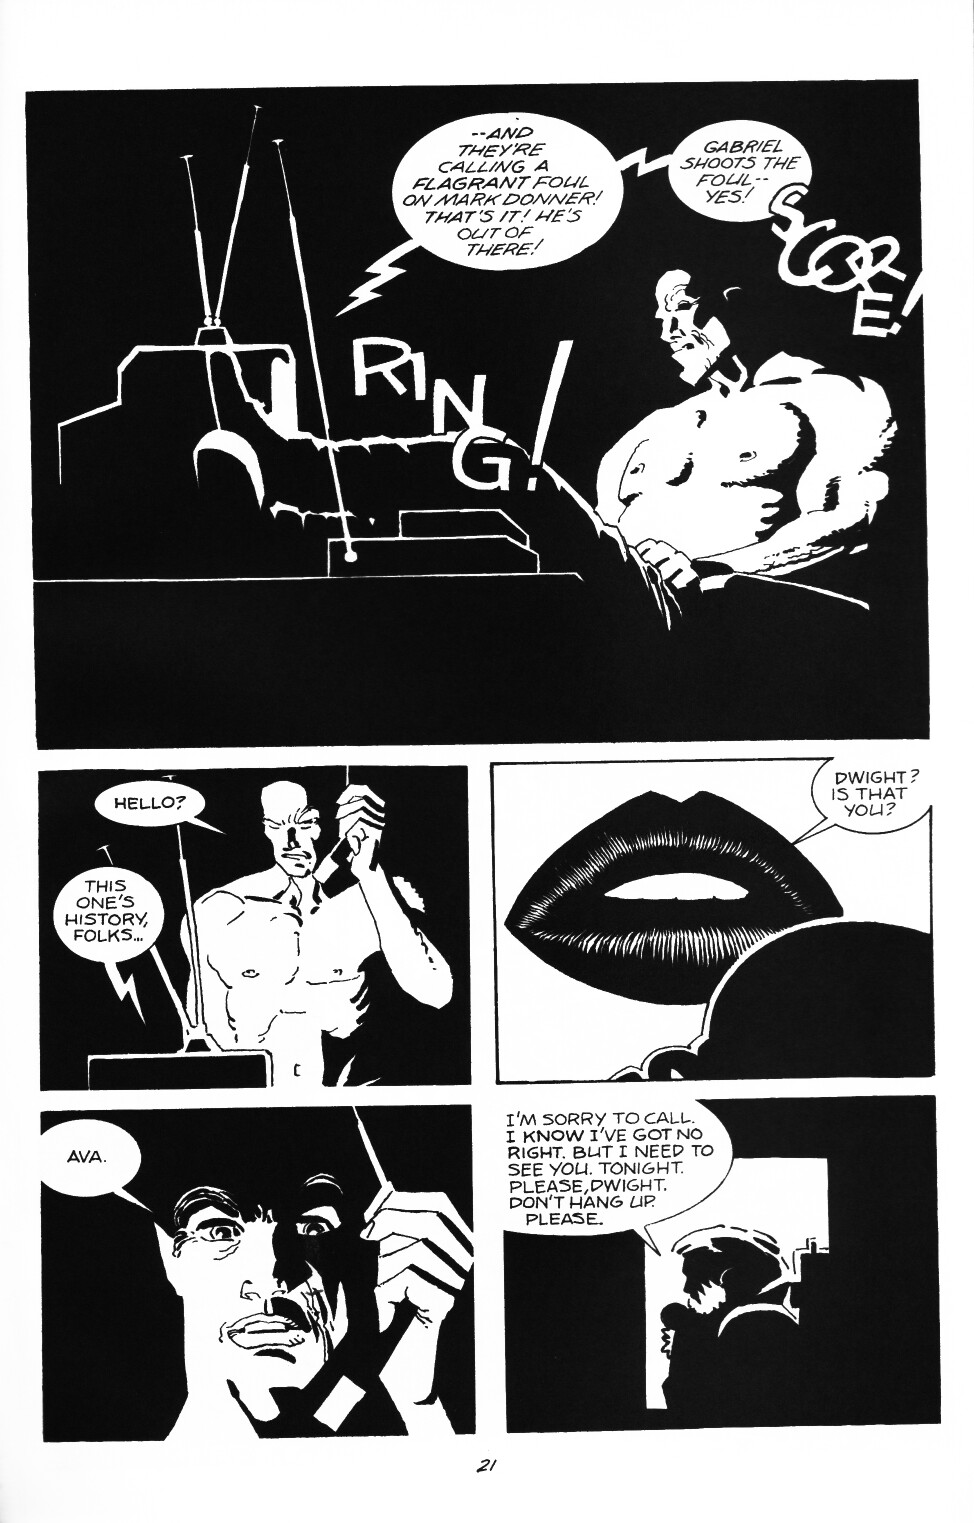 --AND
THEY'RE
CALLING A
FLAGRANT FOUL
ON MARK DONNER!
THAT'S IT! HE'S
OUT OF
THERE!
GABRIEL
SHOOTS THE
FOUL--
YES!
SCORE!
RING!
HELLO?
THIS
ONE'S
HISTORY,
FOLKS...
DWIGHT?
IS THAT
YOU?
AVA.
I'M SORRY TO CALL.
I KNOW I'VE GOT NO
RIGHT. BUT I NEED TO
SEE YOU. TONIGHT.
PLEASE, DWIGHT.
DON'T HANG UP.
PLEASE.
21